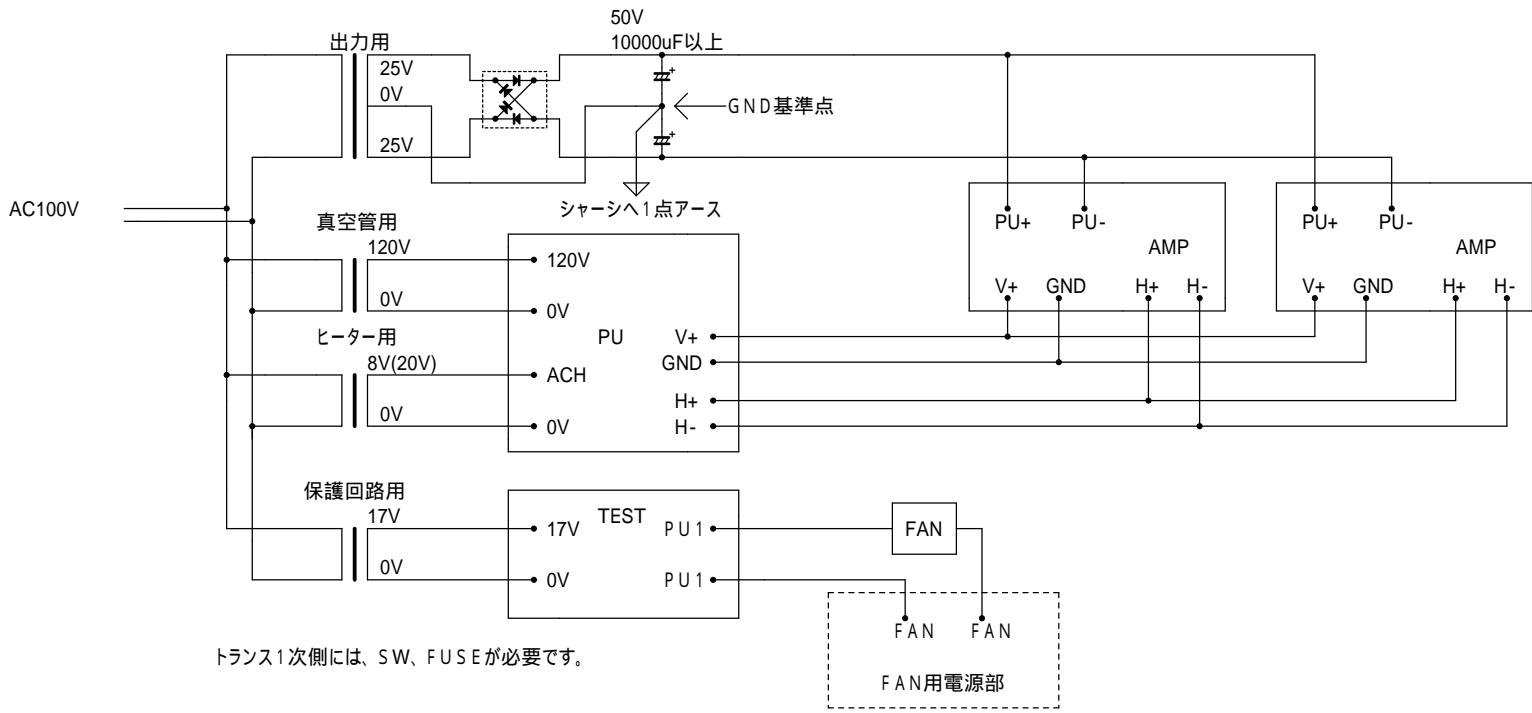 50V
10000uF以上
出力用
25V
0V
25V
GND基準点
シャーシへ1点アース
AC100V
真空管用
120V
0V
ヒーター用
8V(20V)
0V
120V
0V
PU
ACH
0V
V+
GND
H+
H-
PU+
PU-
AMP
V+
GND
H+
H-
PU+
PU-
AMP
V+
GND
H+
H-
保護回路用
17V
0V
17V
TEST
PU1
0V
PU1
FAN
FAN
FAN
FAN用電源部
トランス1次側には、SW、FUSEが必要です。